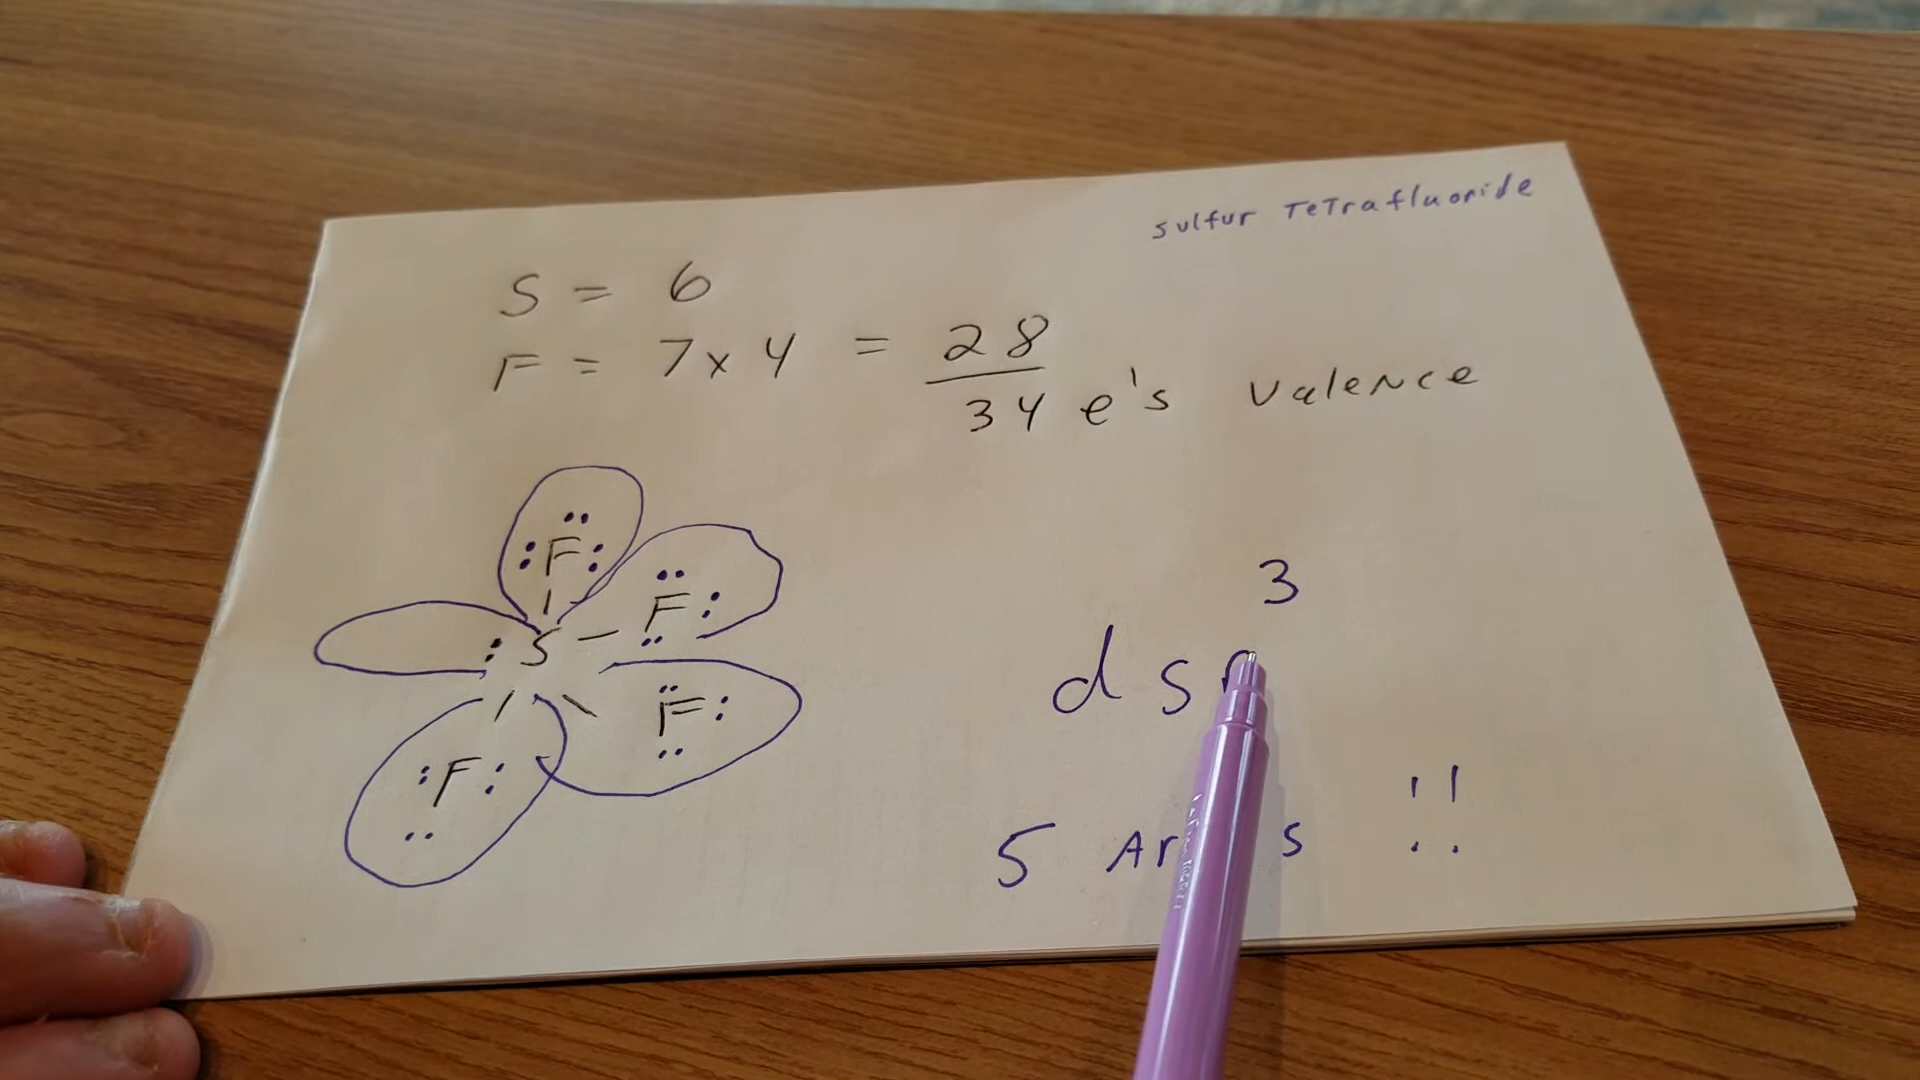 sulfur TeTrafluoride
S = 6
F = 7 x 4 = 28
34 e's valence
:F:
:S - F:
F:
:F:
3
ds
5 !!